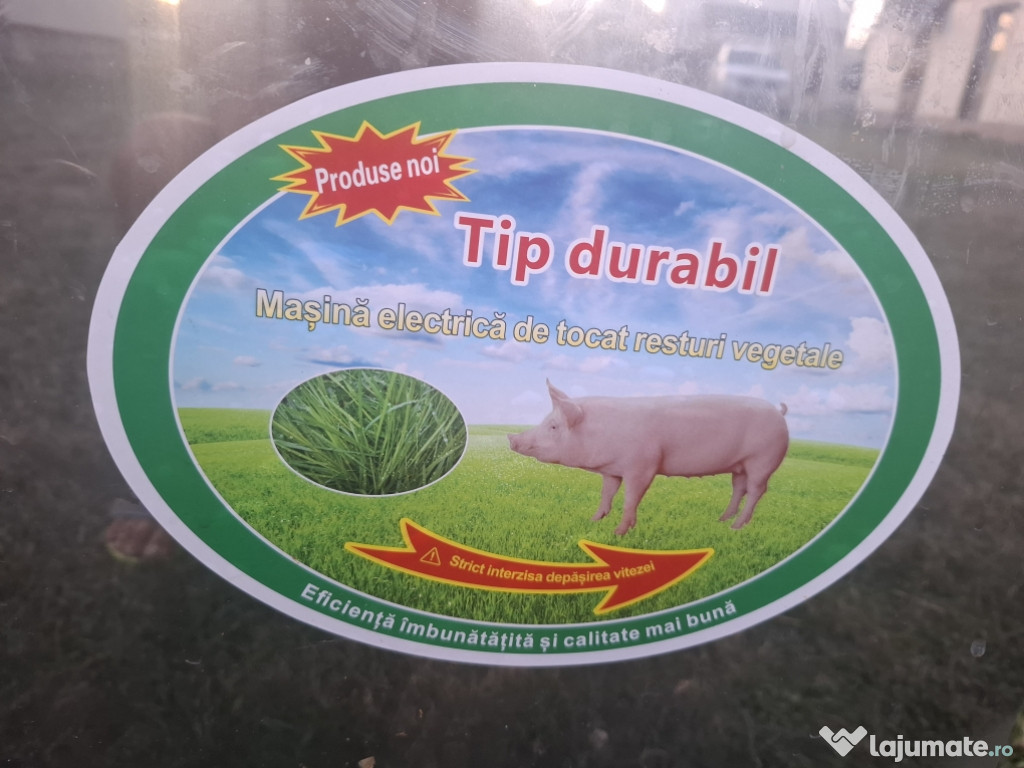 Produse noi
Tip durabil
Mașină electrică de tocat resturi vegetale
Strict interzisa depășirea vitezei
Eficiență îmbunătățită și calitate mai bună
lajumate.ro